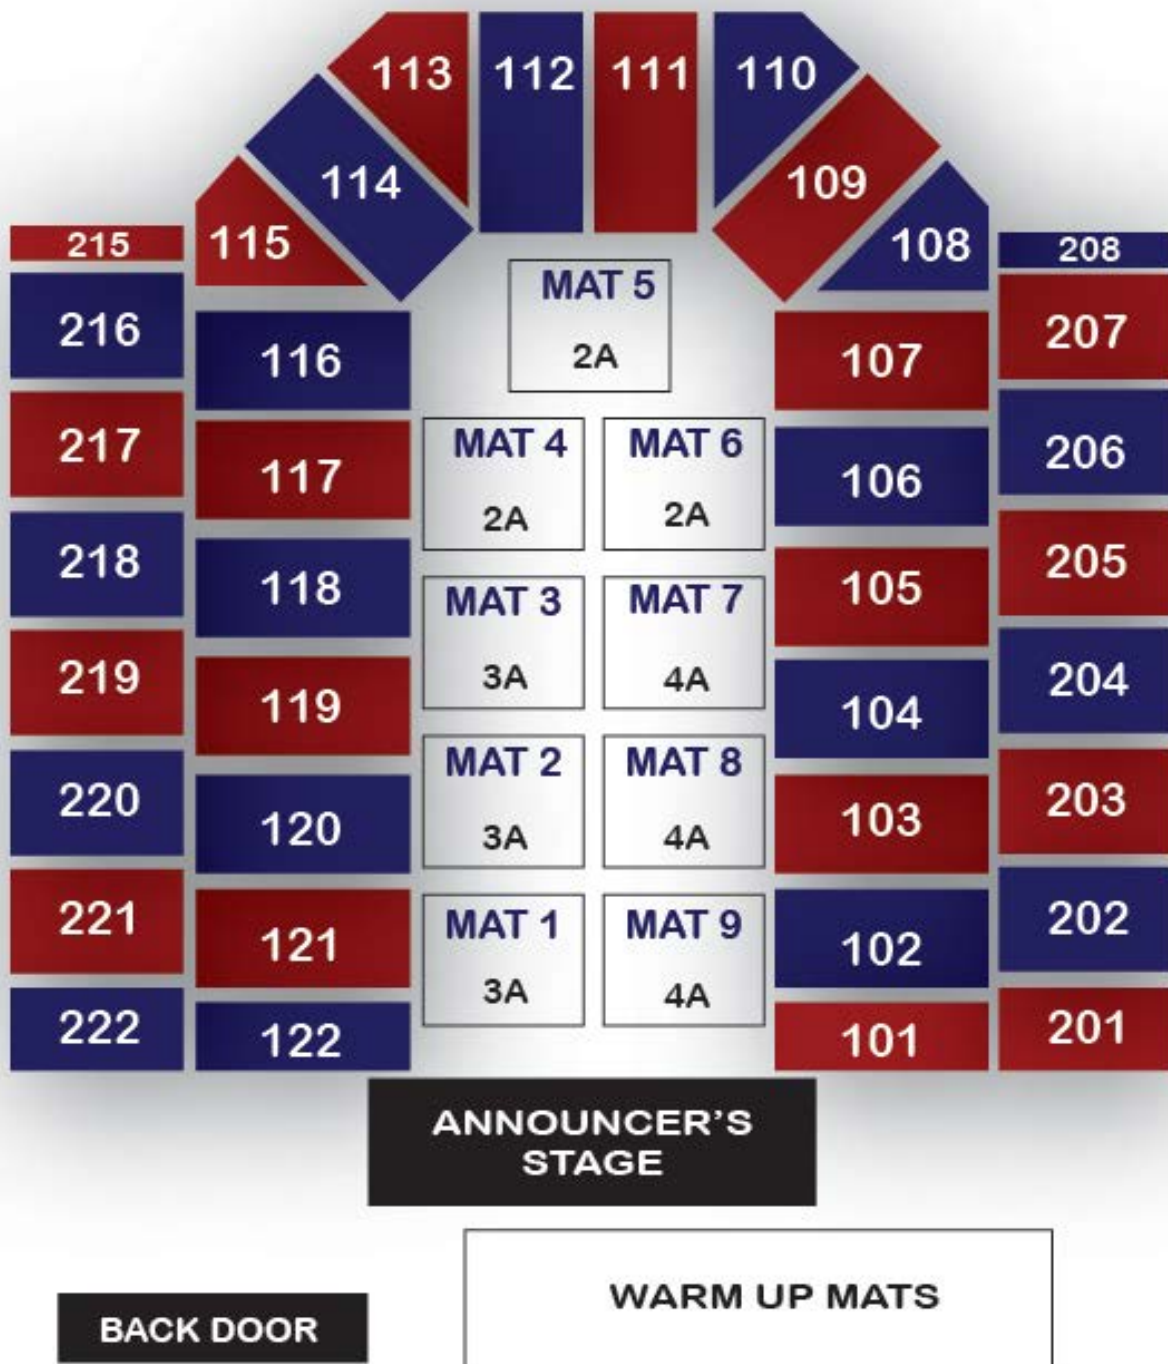 113 112 111 110
114 109
215 115 108 208
216 116 MAT 5 107 207
2A
217 117 MAT 4 MAT 6 106 206
2A 2A
218 118 MAT 3 MAT 7 105 205
3A 4A
219 119 104 204
220 120 MAT 2 MAT 8 103 203
3A 4A
221 121 MAT 1 MAT 9 102 202
3A 4A
222 122 101 201
ANNOUNCER'S
STAGE
WARM UP MATS
BACK DOOR